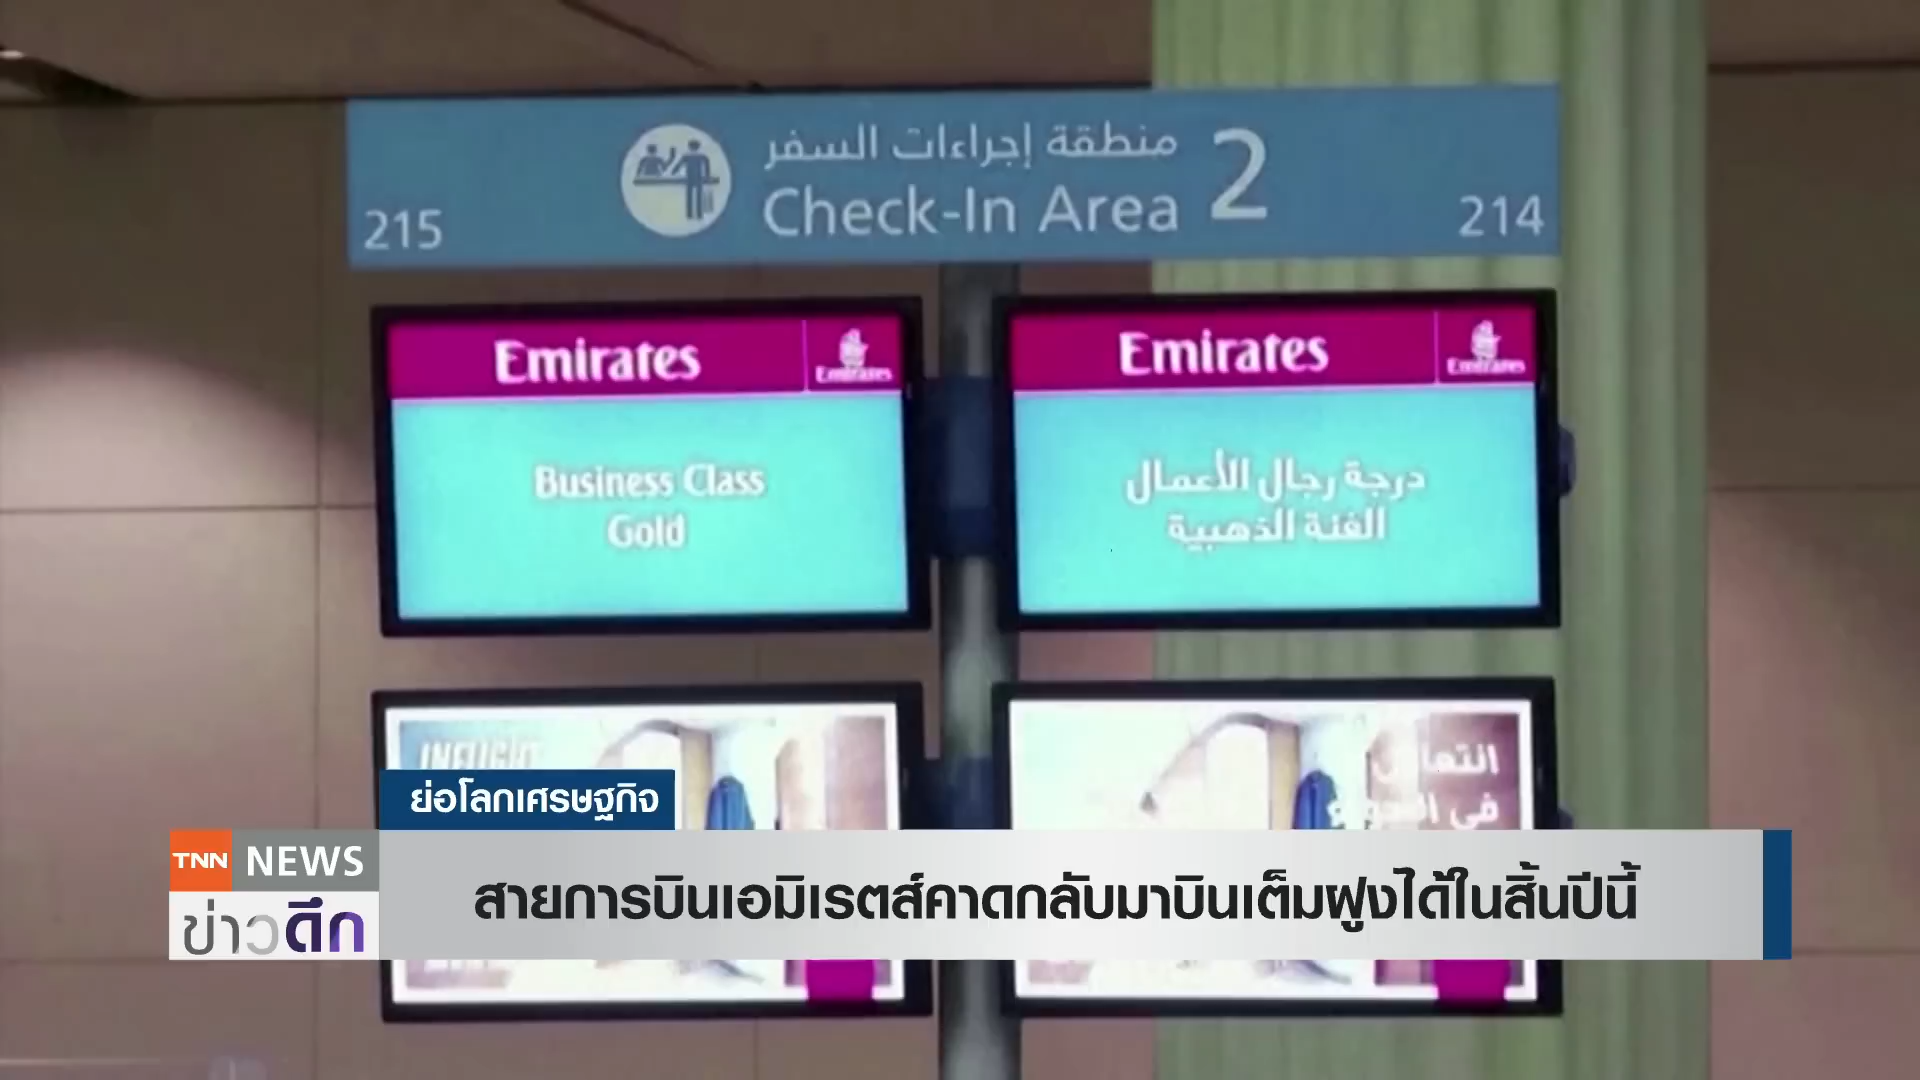 منطقة إجراءات السفر
Check-In Area
2
215
214
Emirates
Emirates
Business Class
Gold
Emirates
Emirates
درجة رجال الأعمال
الفئة الذهبية
INFLIGHT
في
ย่อโลกเศรษฐกิจ
TNN NEWS
ข่าวดึก
สายการบินเอมิเรตส์คาดกลับมาบินเต็มฝูงได้ในสิ้นปีนี้